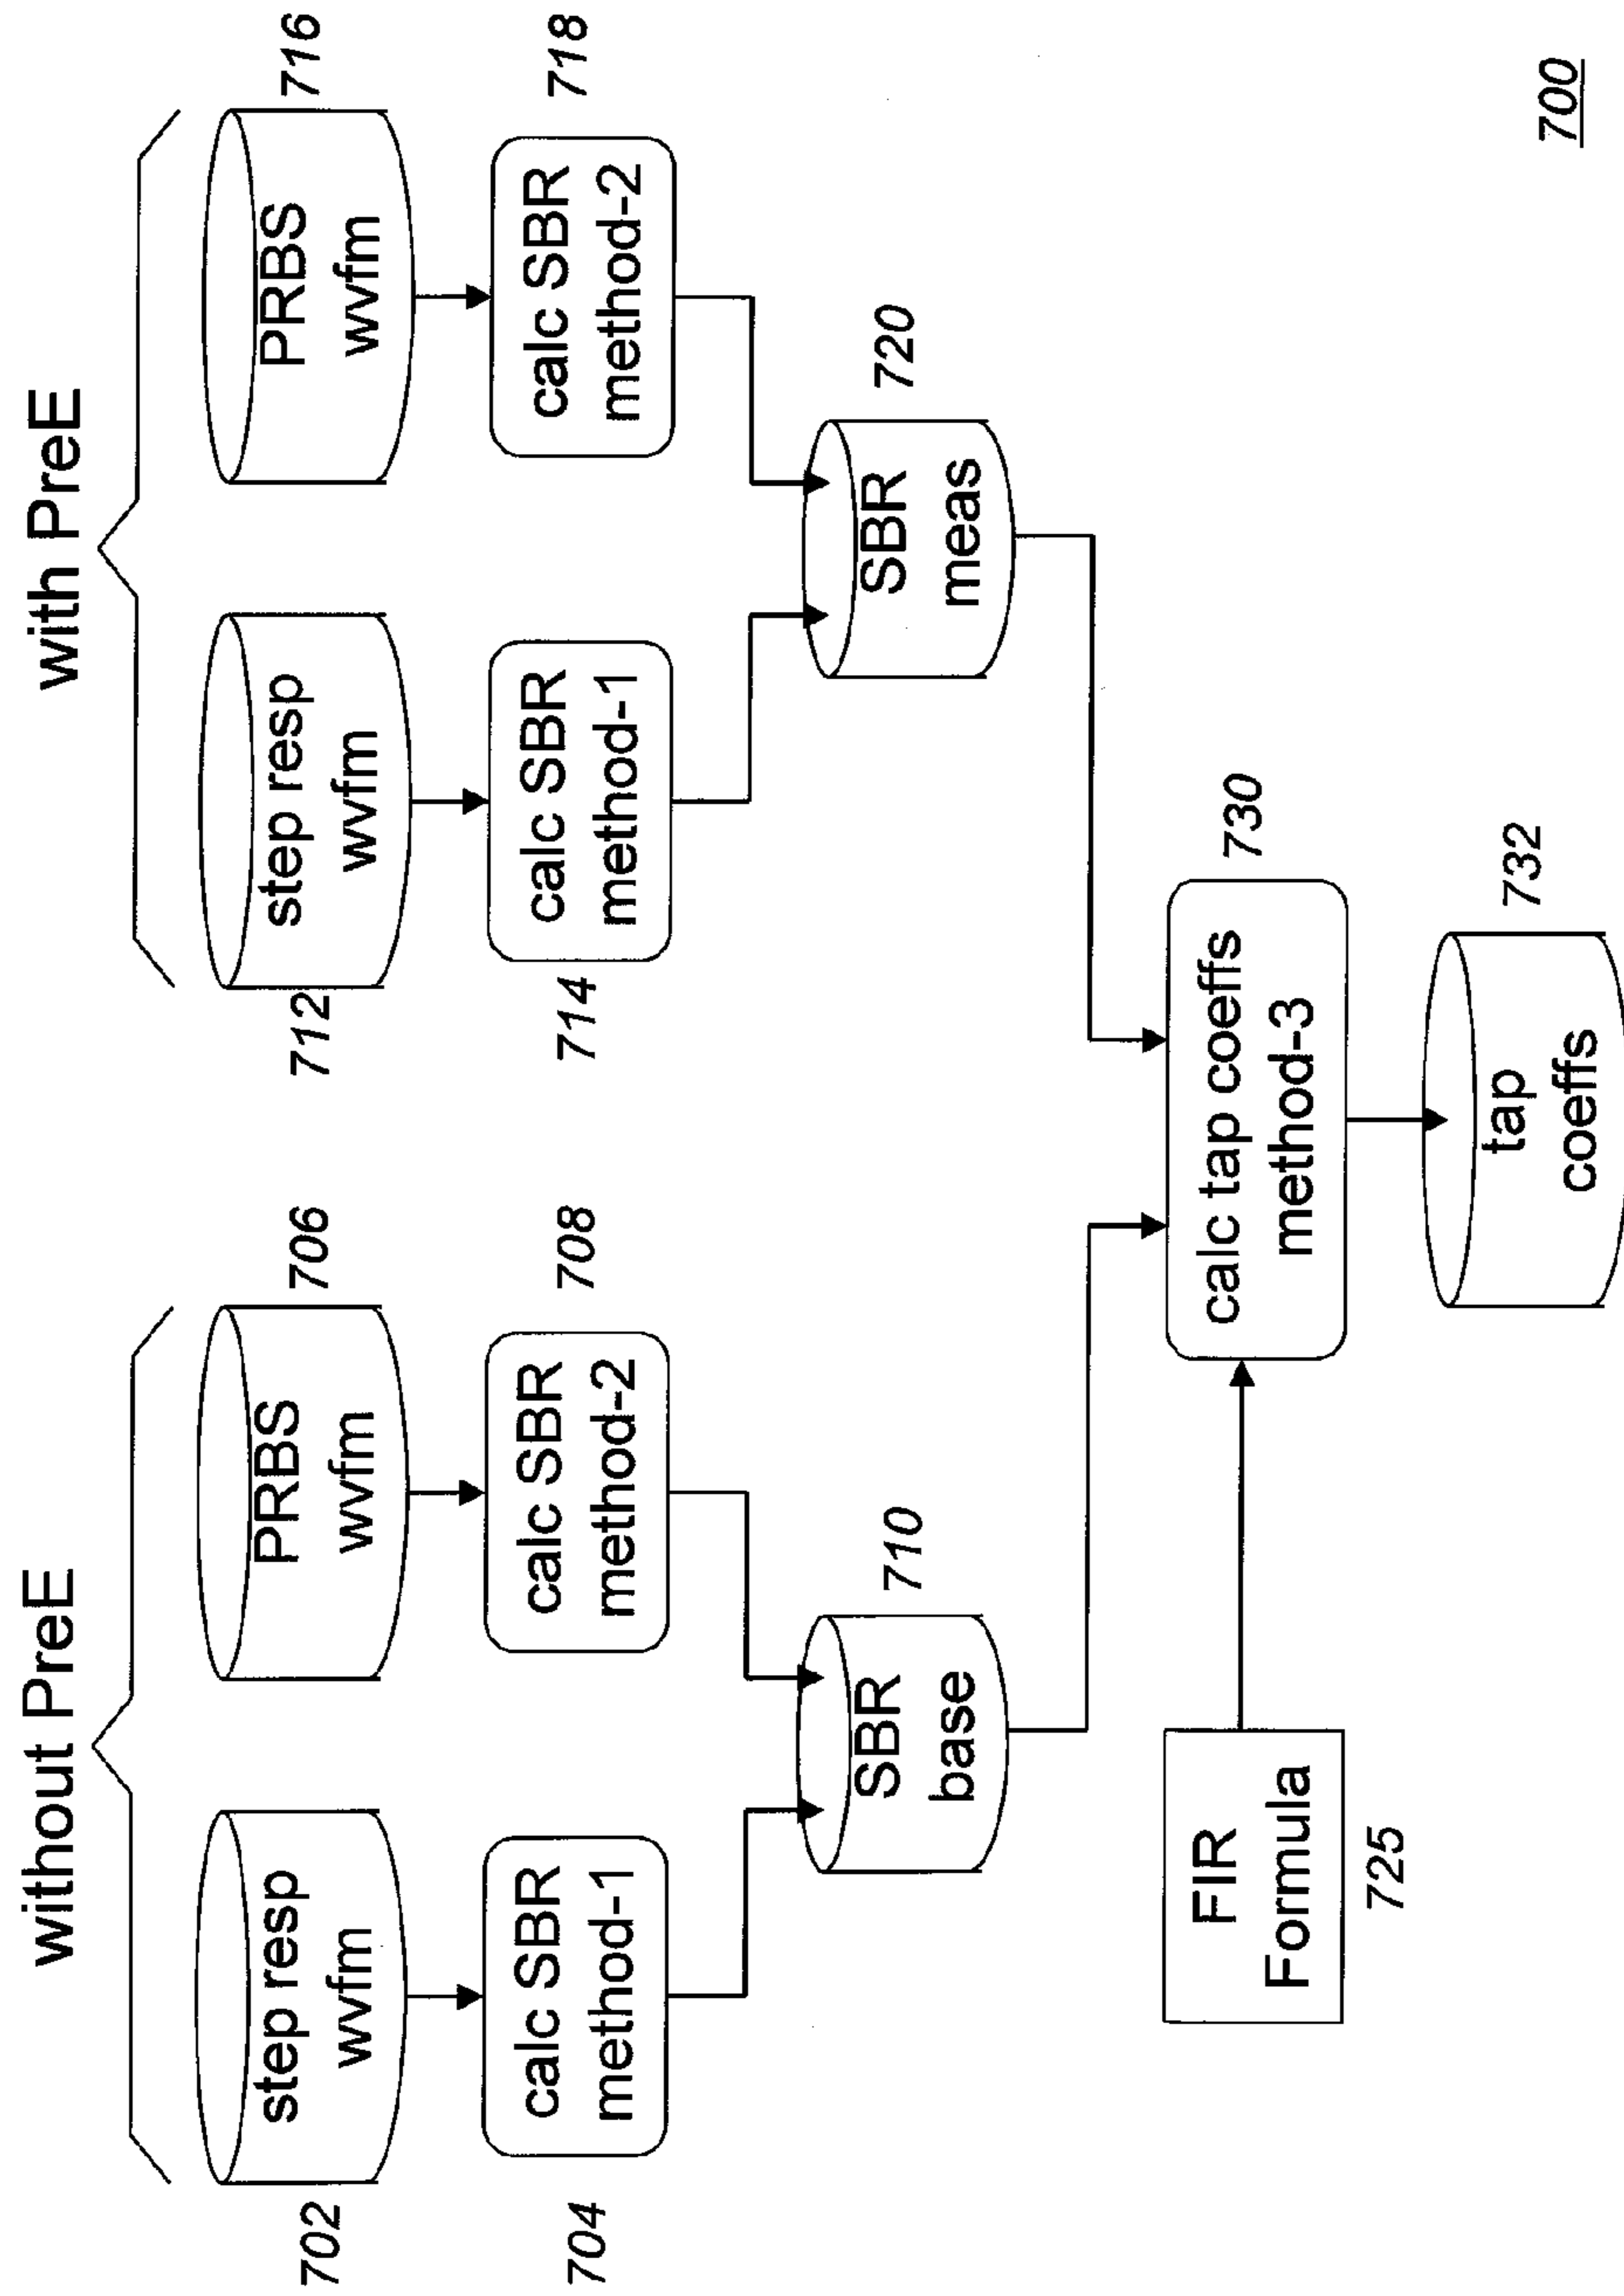 without PreE
with PreE
702
step resp
wvfm
PRBS
wvfm
706
712
step resp
wvfm
PRBS
wvfm
716
704
calc SBR
method-1
calc SBR
method-2
708
714
calc SBR
method-1
calc SBR
method-2
718
SBR
base
710
SBR
meas
720
FIR
Formula
725
calc tap coeffs
method-3
730
tap
coeffs
732
700